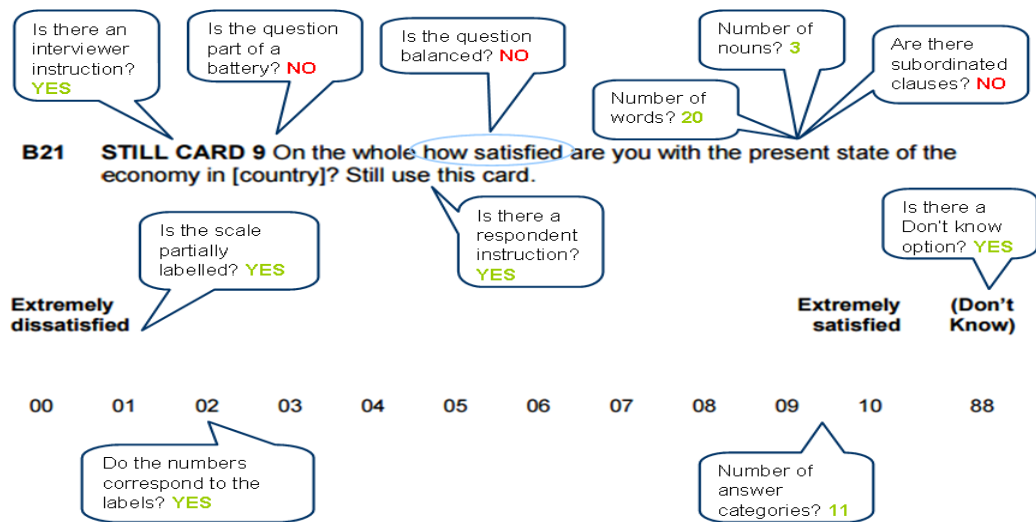 Is there an
interviewer
instruction?
YES
Is the question
part of a
battery? NO
Is the question
balanced? NO
Number of
nouns? 3
Number of
words? 20
Are there
subordinated
clauses? NO
B21 STILL CARD 9 On the whole how satisfied are you with the present state of the
economy in [country]? Still use this card.
Is the scale
partially
labelled? YES
Is there a
respondent
instruction?
YES
Is there a
Don't know
option? YES
Extremely
dissatisfied
Extremely
satisfied
(Don't
Know)
00 01 02 03 04 05 06 07 08 09 10 88
Do the numbers
correspond to the
labels? YES
Number of
answer
categories? 11